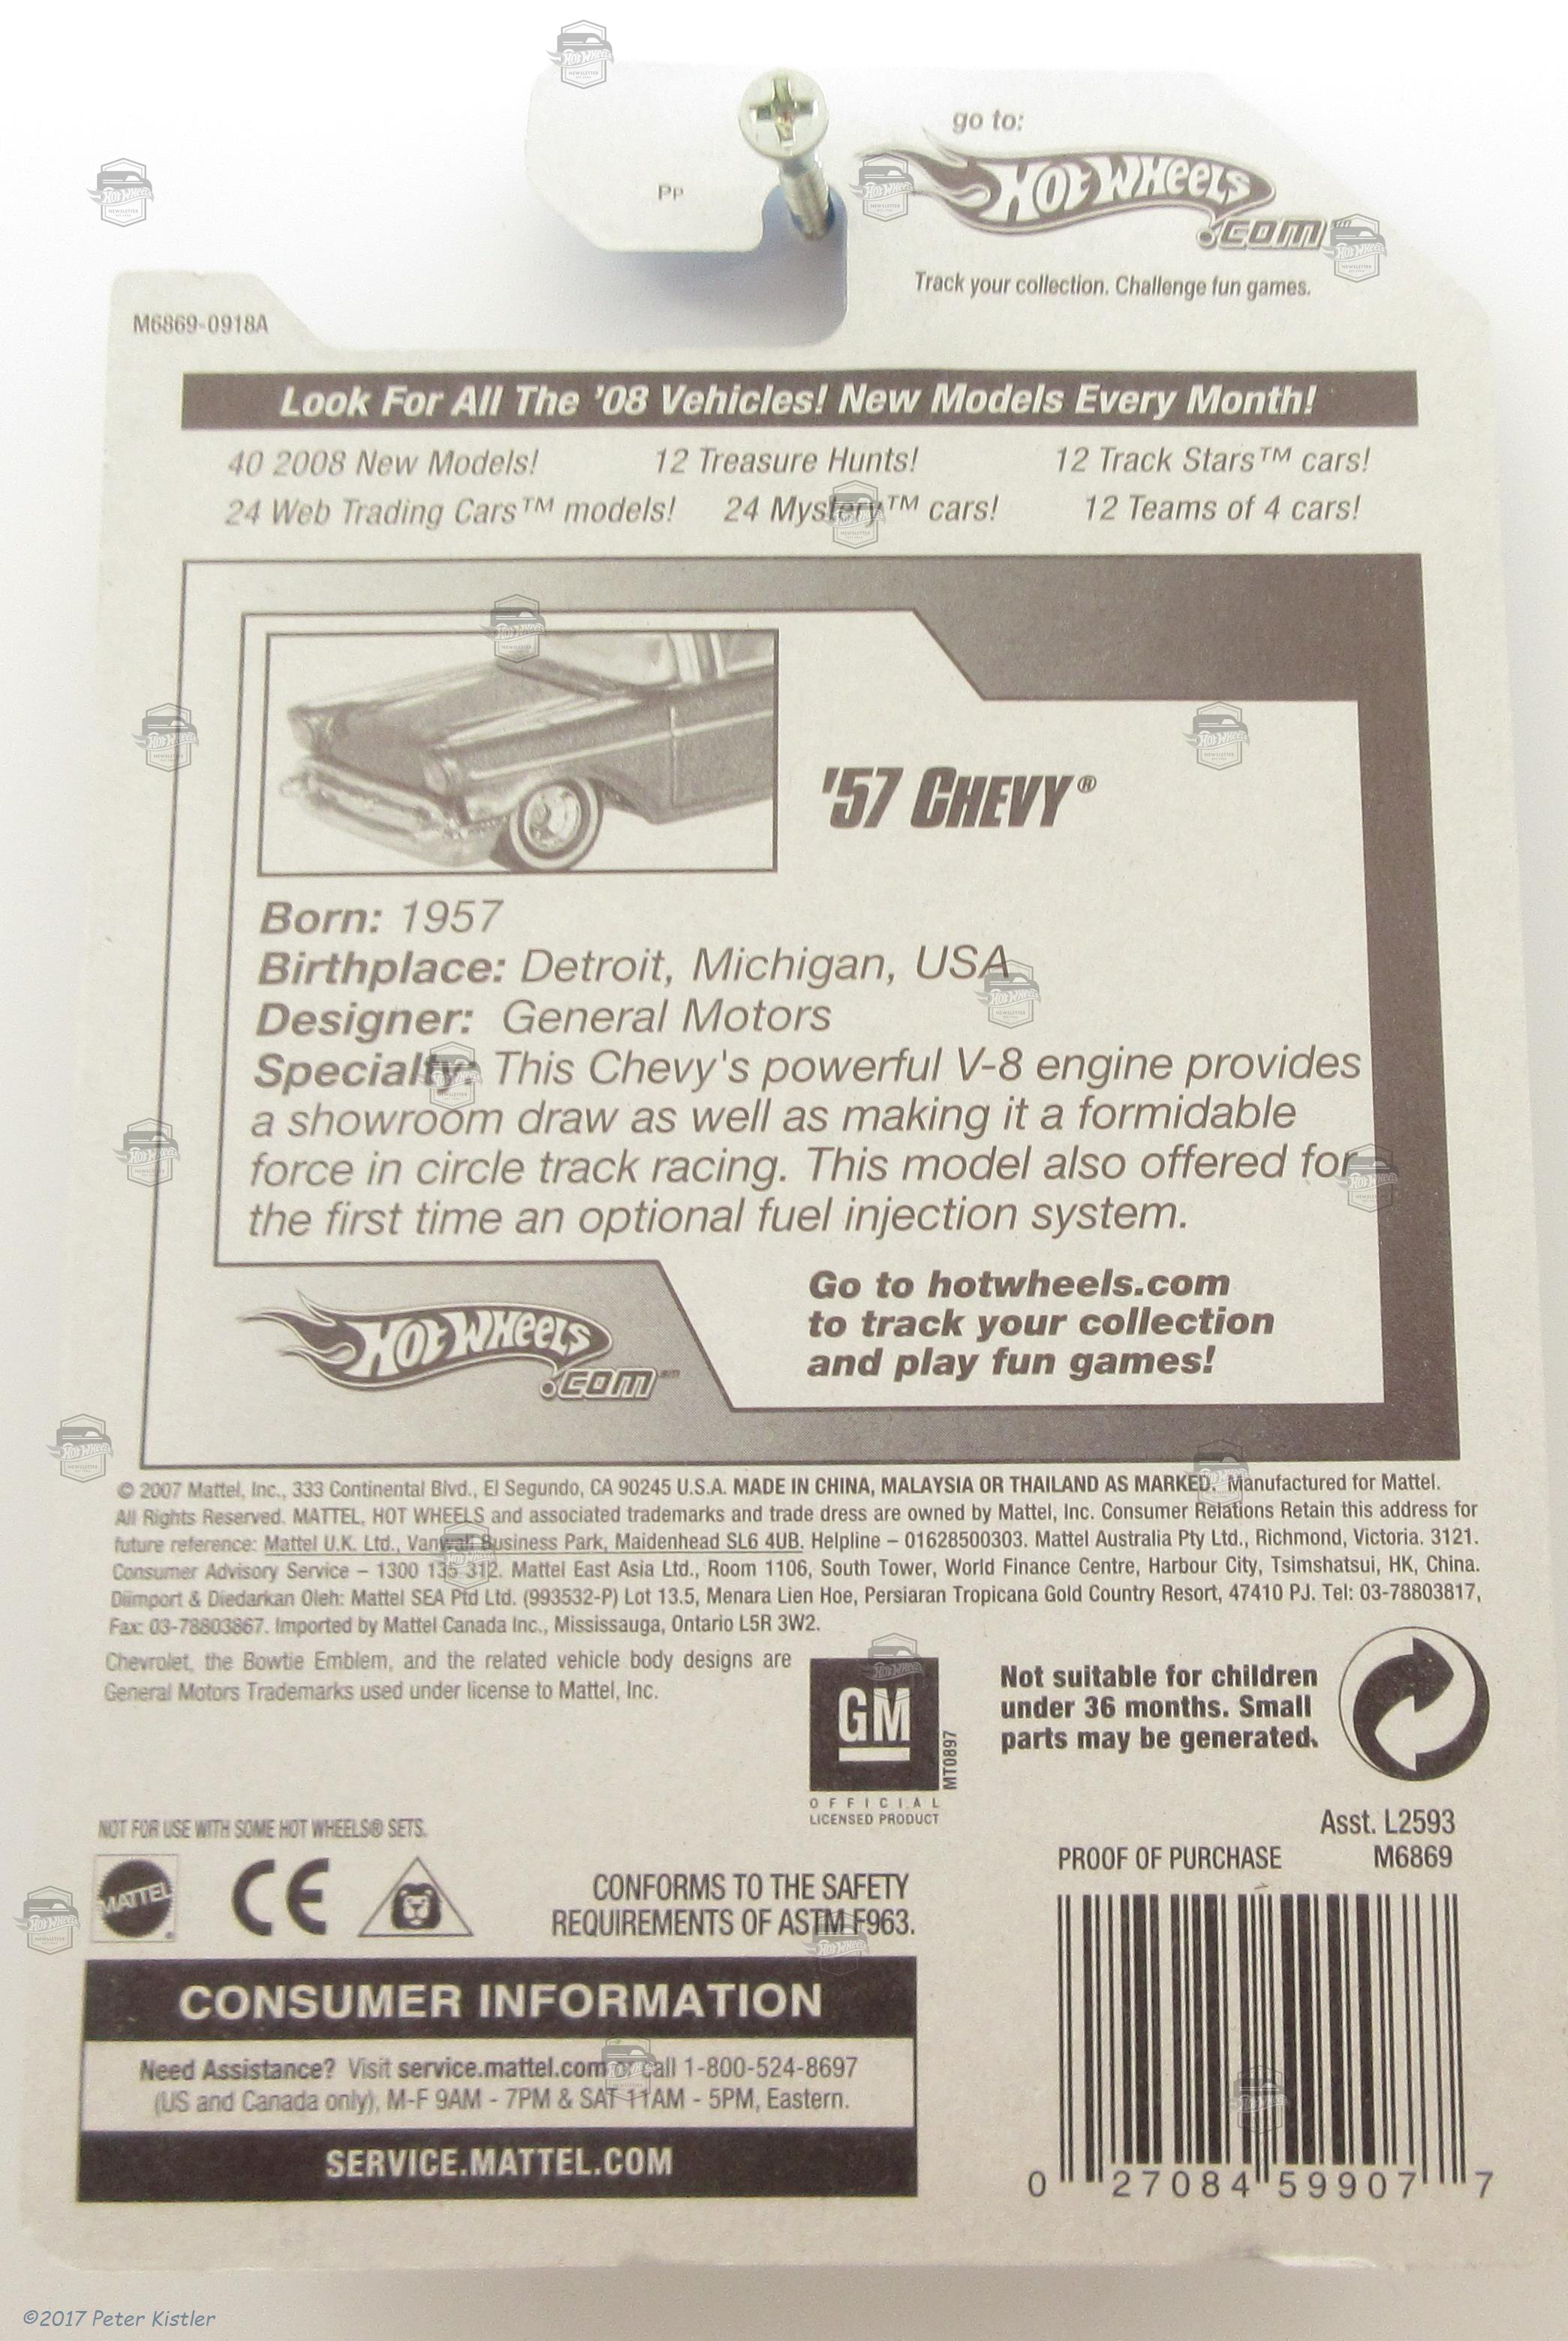 go to:
Pp
HOT WHEELS
.COM
Track your collection. Challenge fun games.
M6869-0918A
Look For All The '08 Vehicles! New Models Every Month!
40 2008 New Models! 12 Treasure Hunts! 12 Track Stars™ cars!
24 Web Trading Cars™ models! 24 Mystery™ cars! 12 Teams of 4 cars!
'57 CHEVY®
Born: 1957
Birthplace: Detroit, Michigan, USA
Designer: General Motors
Specialty: This Chevy's powerful V-8 engine provides
a showroom draw as well as making it a formidable
force in circle track racing. This model also offered for
the first time an optional fuel injection system.
HOT WHEELS
.COM℠
Go to hotwheels.com
to track your collection
and play fun games!
© 2007 Mattel, Inc., 333 Continental Blvd., El Segundo, CA 90245 U.S.A. MADE IN CHINA, MALAYSIA OR THAILAND AS MARKED. Manufactured for Mattel.
All Rights Reserved. MATTEL, HOT WHEELS and associated trademarks and trade dress are owned by Mattel, Inc. Consumer Relations Retain this address for
future reference: Mattel U.K. Ltd., Vanwall Business Park, Maidenhead SL6 4UB. Helpline – 01628500303. Mattel Australia Pty Ltd., Richmond, Victoria. 3121.
Consumer Advisory Service – 1300 135 312. Mattel East Asia Ltd., Room 1106, South Tower, World Finance Centre, Harbour City, Tsimshatsui, HK, China.
Diimport & Diedarkan Oleh: Mattel SEA Ptd Ltd. (993532-P) Lot 13.5, Menara Lien Hoe, Persiaran Tropicana Gold Country Resort, 47410 PJ. Tel: 03-78803817,
Fax: 03-78803867. Imported by Mattel Canada Inc., Mississauga, Ontario L5R 3W2.
Chevrolet, the Bowtie Emblem, and the related vehicle body designs are
General Motors Trademarks used under license to Mattel, Inc.
GM
MT0897
OFFICIAL
LICENSED PRODUCT
Not suitable for children
under 36 months. Small
parts may be generated.
NOT FOR USE WITH SOME HOT WHEELS® SETS.
Asst. L2593
PROOF OF PURCHASE M6869
MATTEL
CE
CONFORMS TO THE SAFETY
REQUIREMENTS OF ASTM F963.
CONSUMER INFORMATION
Need Assistance? Visit service.mattel.com or call 1-800-524-8697
(US and Canada only), M-F 9AM - 7PM & SAT 11AM - 5PM, Eastern.
SERVICE.MATTEL.COM
0 27084 59907 7
©2017 Peter Kistler